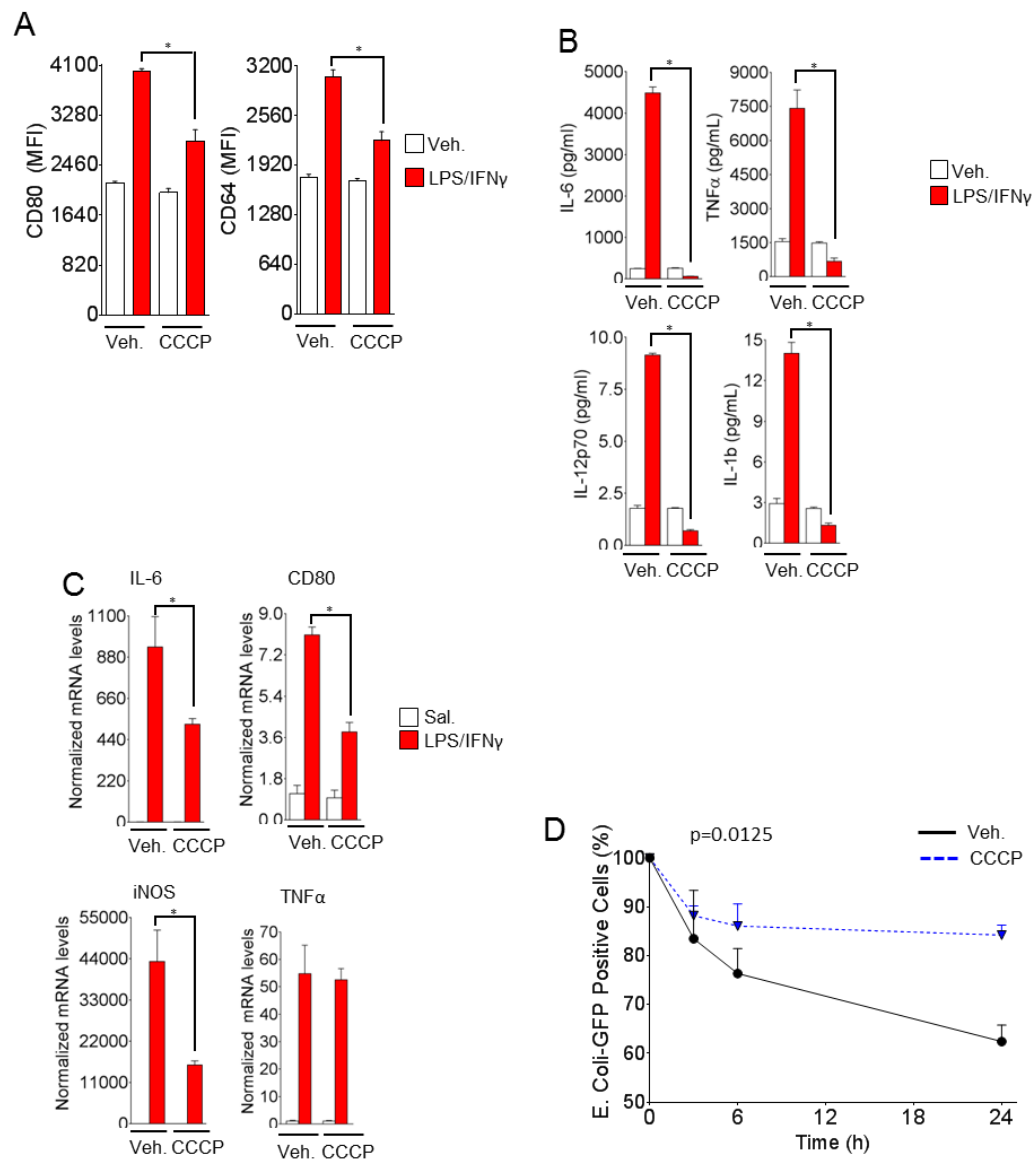 A
*
4100
3280
2460
1640
820
0
CD80 (MFI)
Veh. CCCP
*
3200
2560
1920
1280
640
0
CD64 (MFI)
Veh. CCCP
Veh.
LPS/IFNγ
B
*
5000
4000
3000
2000
1000
0
IL-6 (pg/ml)
Veh. CCCP
*
9000
7500
6000
4500
3000
1500
0
TNFα (pg/mL)
Veh. CCCP
Veh.
LPS/IFNγ
*
10.0
7.5
5.0
2.5
0.0
IL-12p70 (pg/ml)
Veh. CCCP
*
15
12
9
6
3
0
IL-1b (pg/mL)
Veh. CCCP
C
IL-6
*
1100
880
660
440
220
0
Normalized mRNA levels
Veh. CCCP
CD80
*
9.0
7.2
5.4
3.6
1.8
0 0
Normalized mRNA levels
Veh. CCCP
Sal.
LPS/IFNγ
iNOS
*
55000
44000
33000
22000
11000
0
Normalized mRNA levels
Veh. CCCP
TNFα
70
60
50
40
30
20
10
0
Normalized mRNA levels
Veh. CCCP
D
p=0.0125
Veh.
CCCP
100
90
80
70
60
50
E. Coli-GFP Positive Cells (%)
0 6 12 18 24
Time (h)